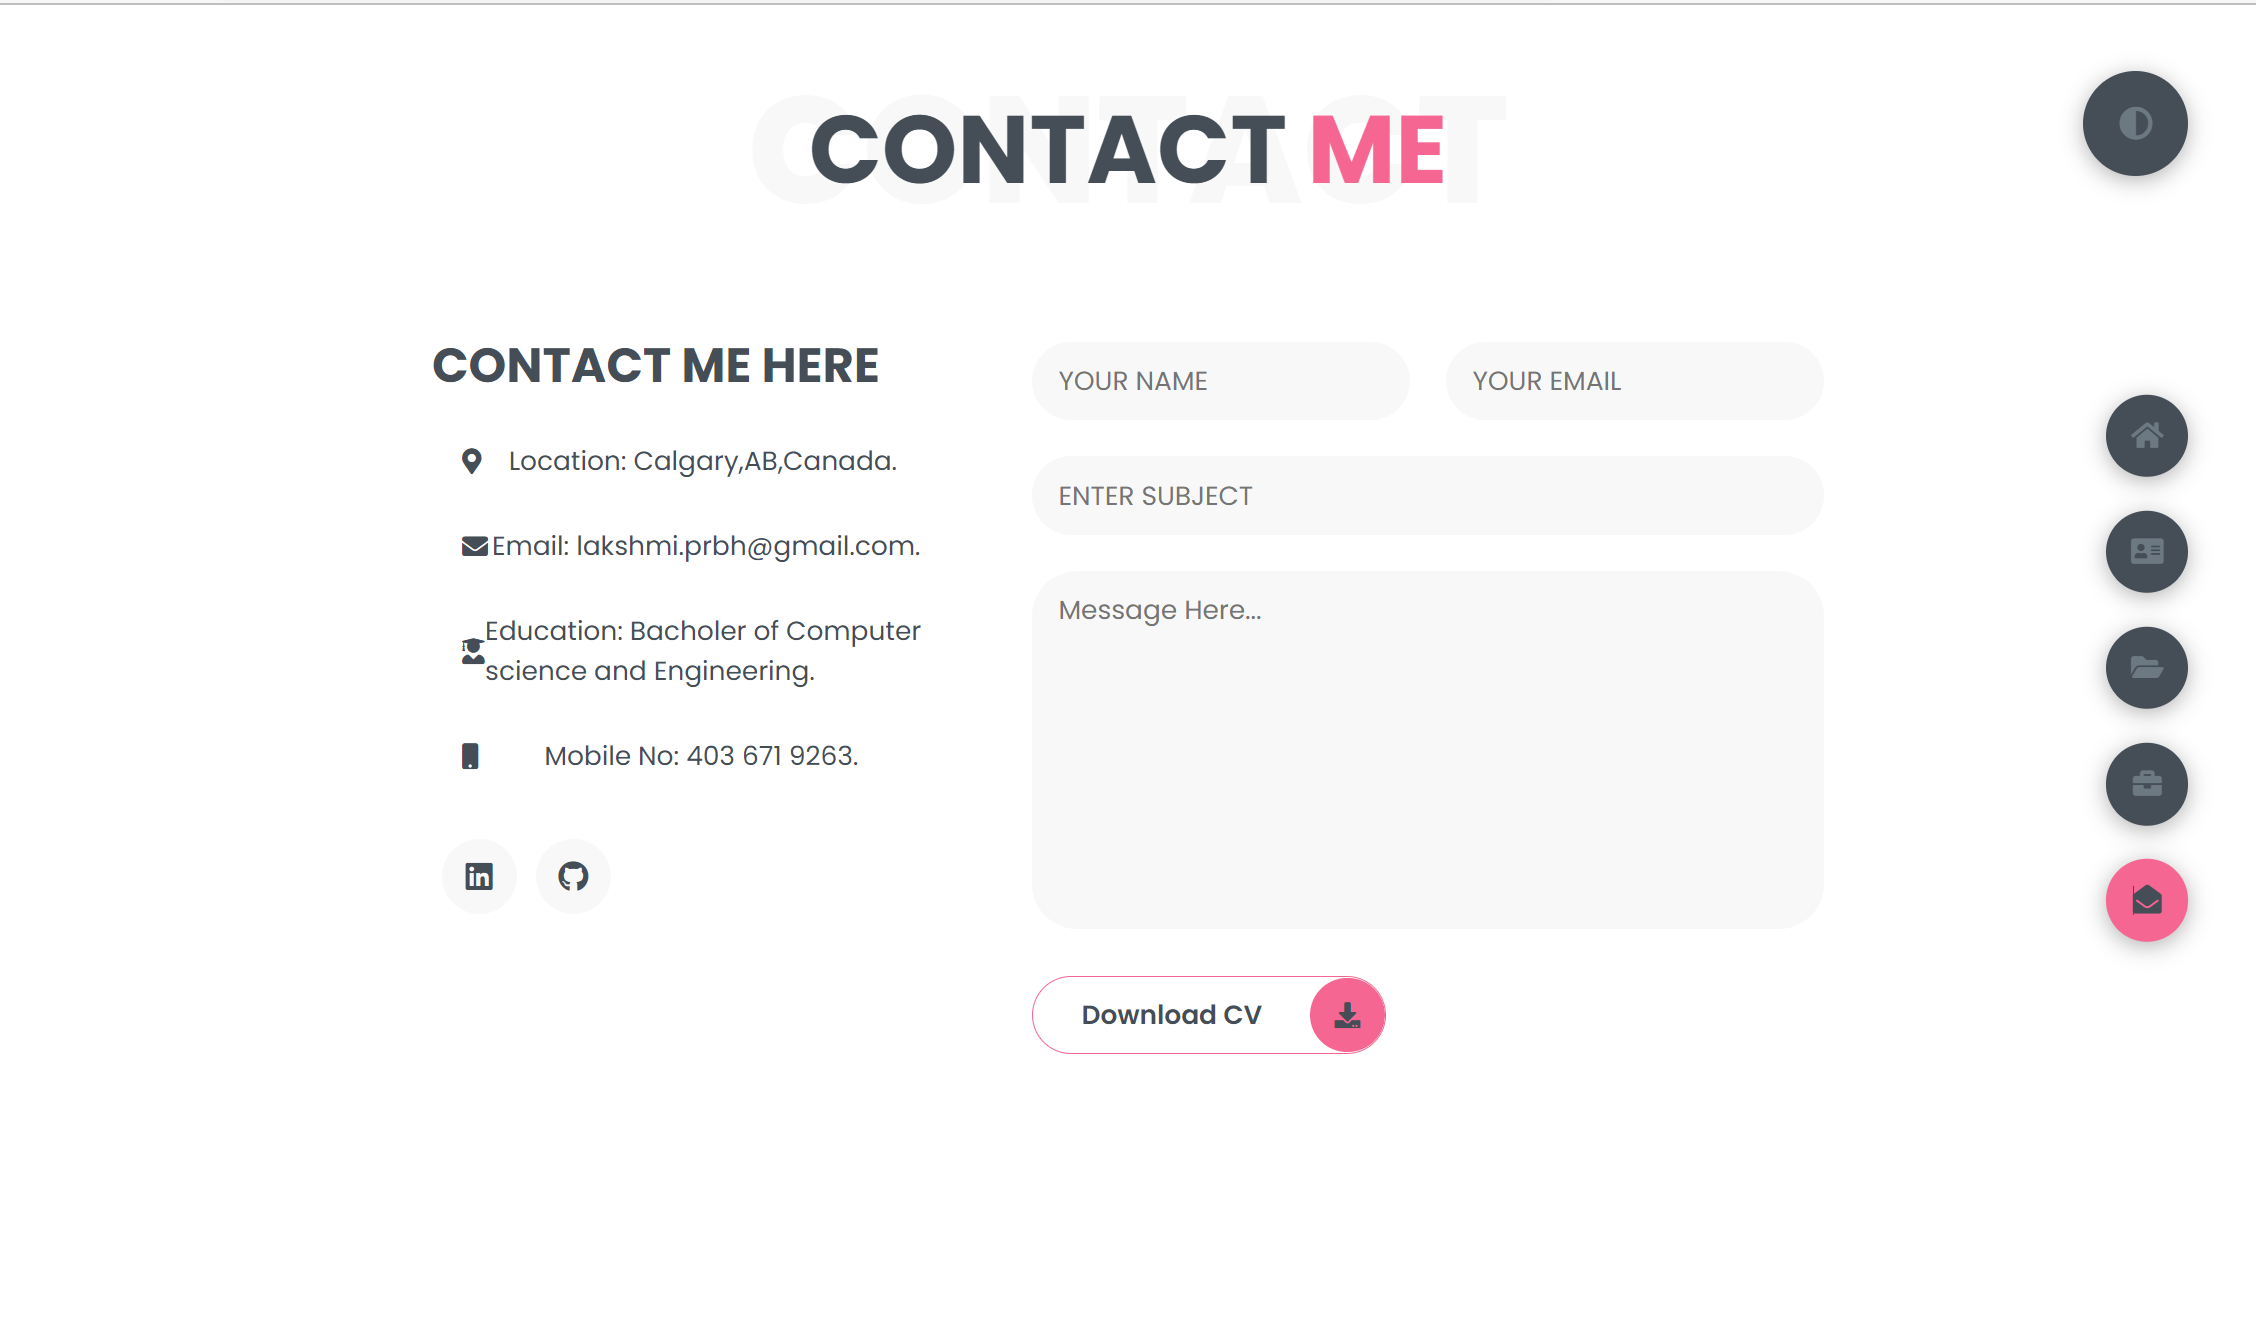 CONTACT
CONTACT ME
CONTACT ME HERE
Location: Calgary,AB,Canada.
Email: lakshmi.prbh@gmail.com.
Education: Bacholer of Computer
science and Engineering.
Mobile No: 403 671 9263.
YOUR NAME
YOUR EMAIL
ENTER SUBJECT
Message Here...
Download CV